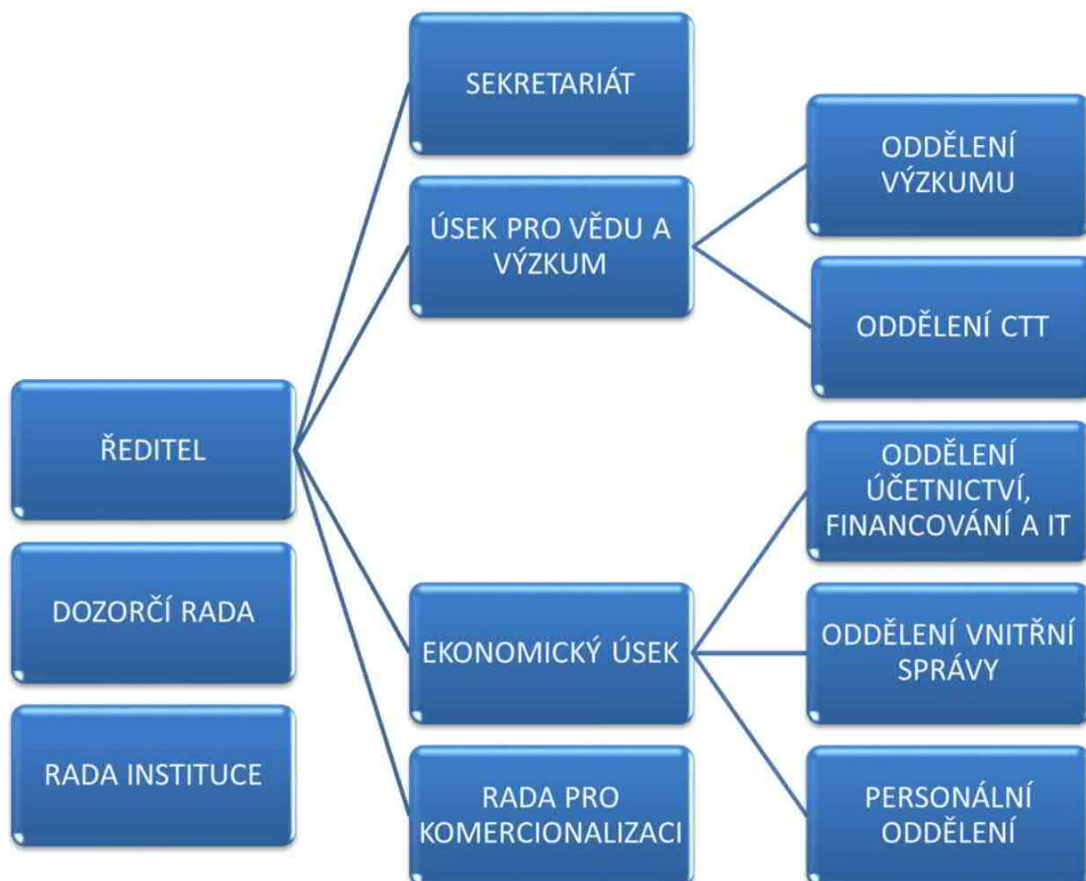 SEKRETARIÁT
ÚSEK PRO VĚDU A
VÝZKUM
ODDĚLENÍ
VÝZKUMU
ODDĚLENÍ CTT
ŘEDITEL
DOZORČÍ RADA
RADA INSTITUCE
EKONOMICKÝ ÚSEK
RADA PRO
KOMERCIONALIZACI
ODDĚLENÍ
ÚČETNICTVÍ,
FINANCOVÁNÍ A IT
ODDĚLENÍ VNITŘNÍ
SPRÁVY
PERSONÁLNÍ
ODDĚLENÍ